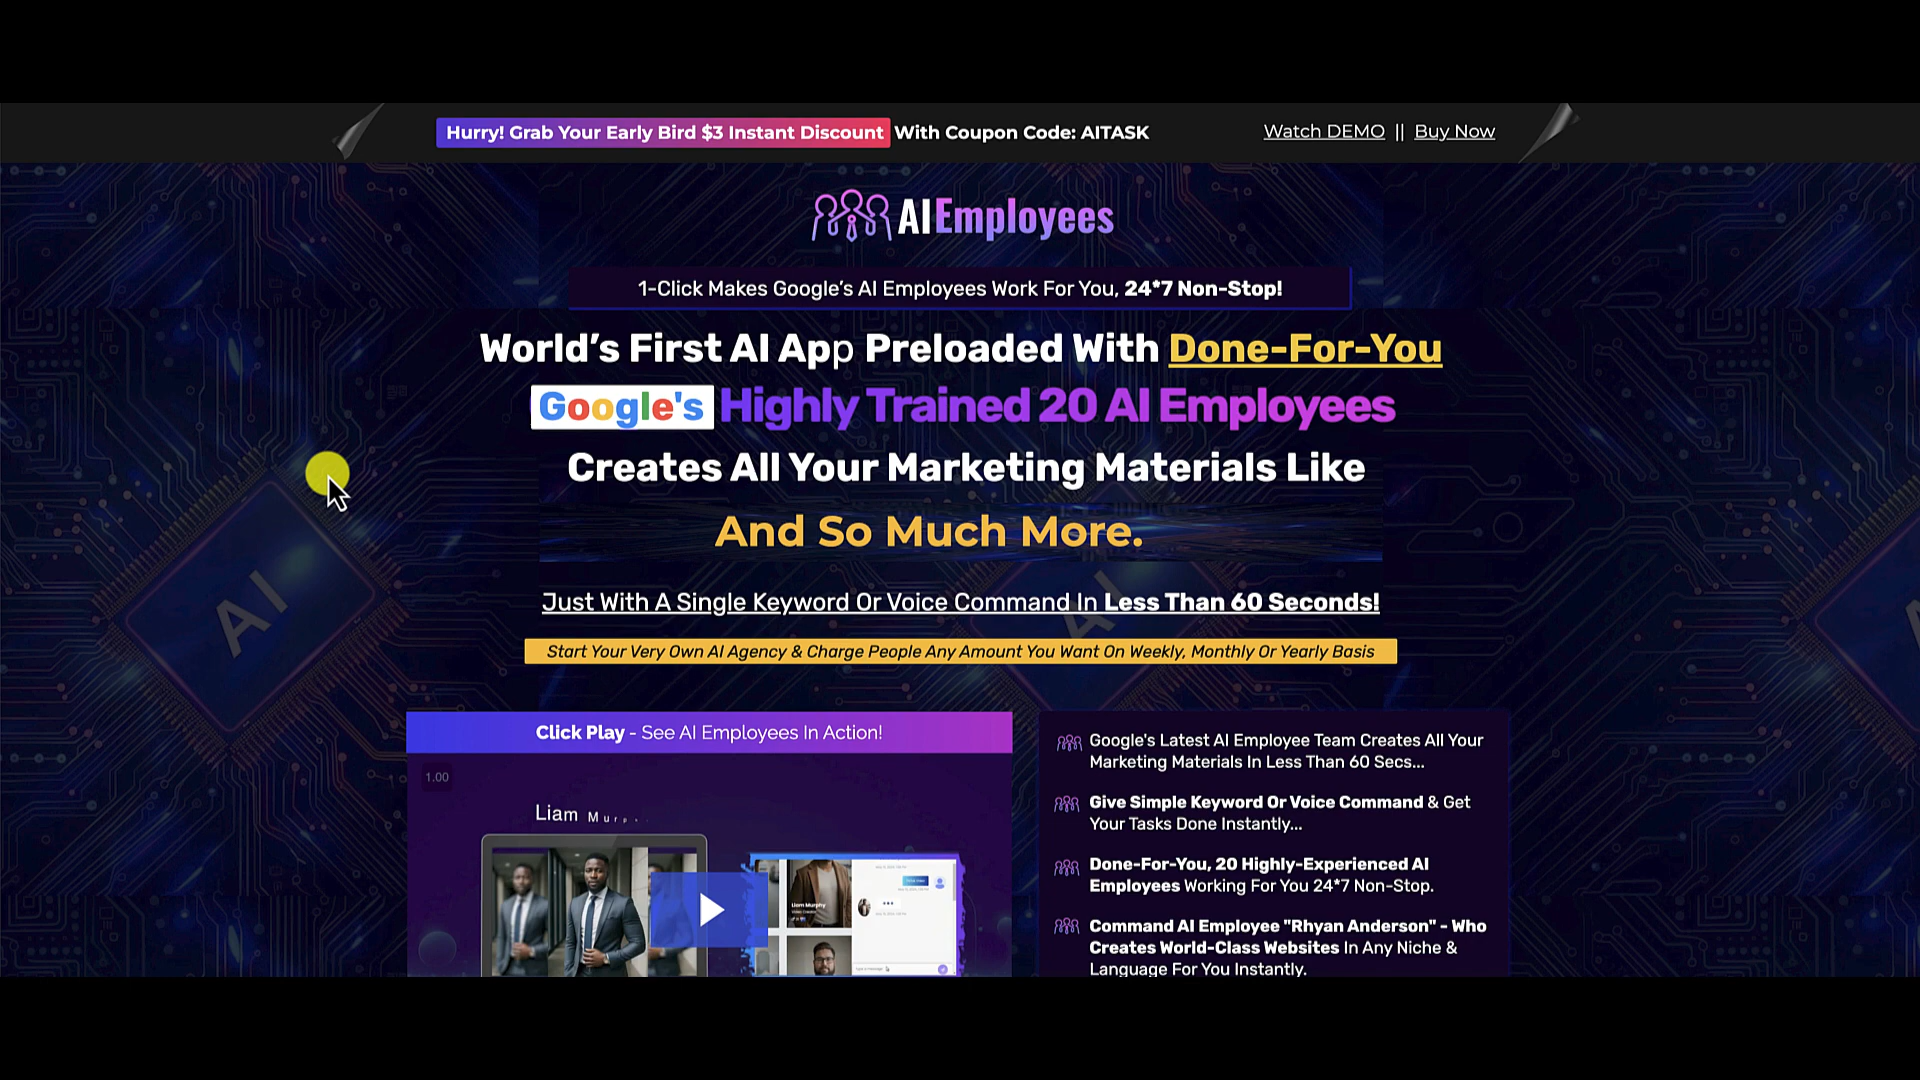 Hurry! Grab Your Early Bird $3 Instant Discount With Coupon Code: AITASK
Watch DEMO || Buy Now
AIEmployees
1-Click Makes Google's AI Employees Work For You, 24*7 Non-Stop!
World's First AI App Preloaded With Done-For-You
Google's Highly Trained 20 AI Employees
Creates All Your Marketing Materials Like
And So Much More.
Just With A Single Keyword Or Voice Command In Less Than 60 Seconds!
Start Your Very Own AI Agency & Charge People Any Amount You Want On Weekly, Monthly Or Yearly Basis
AI
AI
Click Play - See AI Employees In Action!
1.00
Liam Murp
Liam Murphy
Google's Latest AI Employee Team Creates All Your
Marketing Materials In Less Than 60 Secs...
Give Simple Keyword Or Voice Command & Get
Your Tasks Done Instantly...
Done-For-You, 20 Highly-Experienced AI
Employees Working For You 24*7 Non-Stop.
Command AI Employee "Rhyan Anderson" - Who
Creates World-Class Websites In Any Niche &
Language For You Instantly.